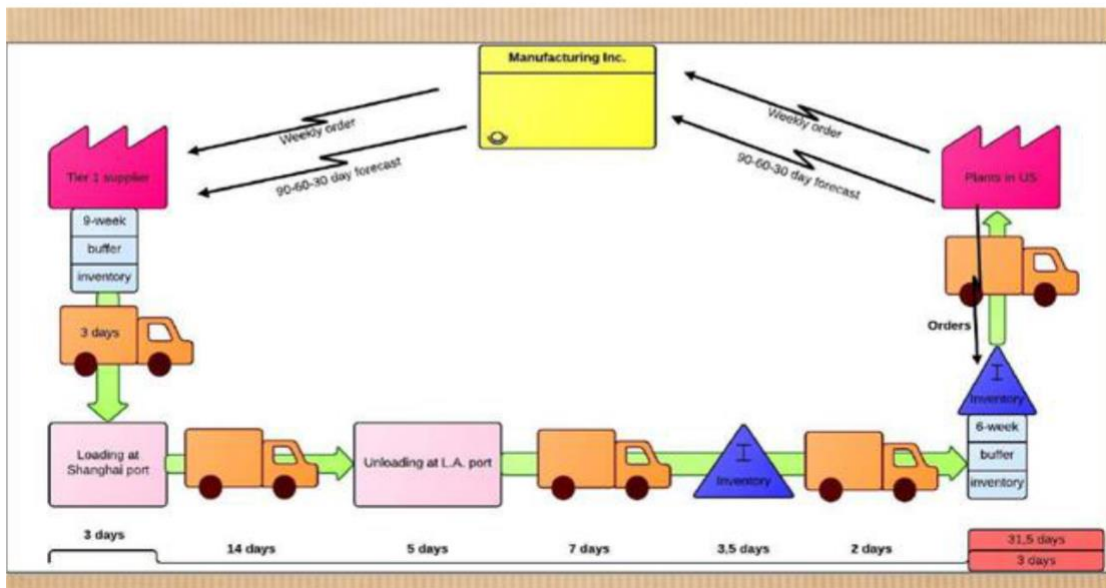 Manufacturing Inc.
Weekly order
90-60-30 day forecast
Weekly order
90-60-30 day forecast
Tier 1 supplier
9-week
buffer
inventory
3 days
Plants in US
Orders
I
Inventory
6-week
buffer
inventory
Loading at
Shanghai port
Unloading at L.A. port
I
Inventory
3 days
14 days
5 days
7 days
3,5 days
2 days
31,5 days
3 days